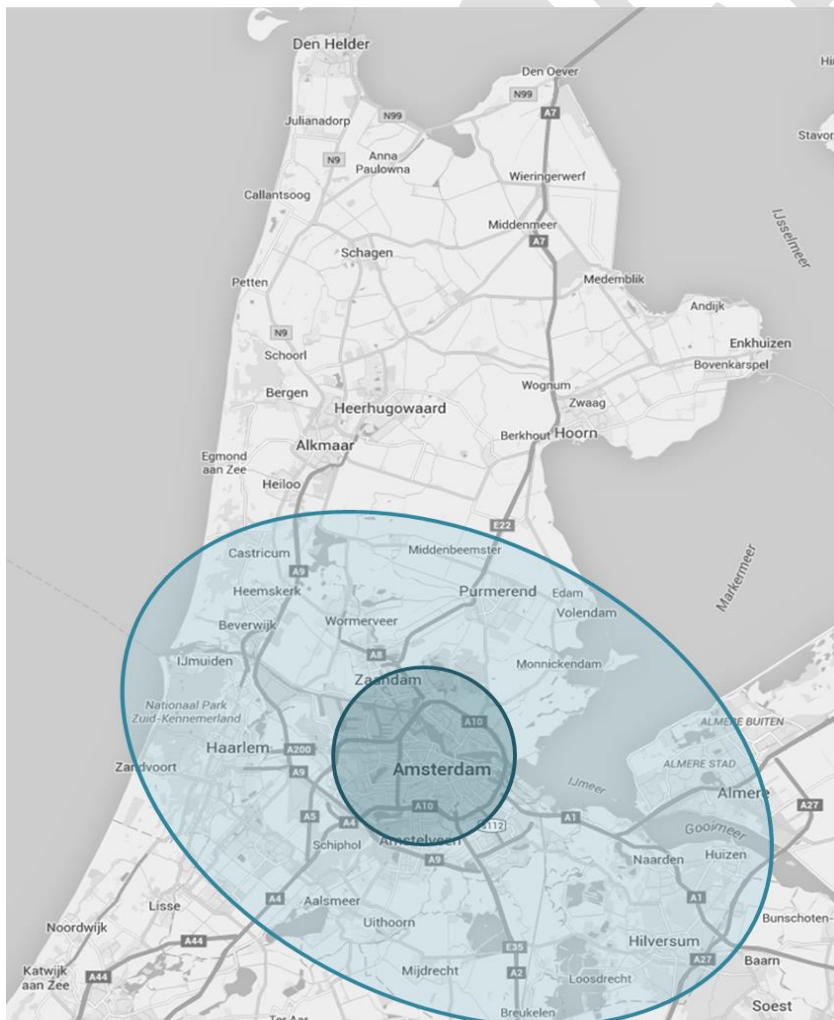 Den Helder
Den Oever
N99
A7
Julianadorp
N99
Stavor
Anna
Paulowna
N9
Wieringerwerf
Callantsoog
IJsselmeer
Middenmeer
A7
Schagen
Petten
Medemblik
Andijk
N9
Enkhuizen
Schoorl
Bovenkarspel
Wognum
Bergen
Zwaag
Heerhugowaard
Berkhout
Hoorn
Alkmaar
Egmond
aan Zee
Heiloo
E22
Castricum
Middenbeemster
A9
Markermeer
Heemskerk
Purmerend
Edam
Volendam
Beverwijk
Wormerveer
A8
IJmuiden
Monnickendam
Zaandam
Nationaal Park
Zuid-Kennemerland
A10
ALMERE BUITEN
Haarlem
A200
Zandvoort
A9
Amsterdam
ALMERE STAD
IJmeer
Almere
A10
A27
A5
A4
A1
S112
Gooimeer
Schiphol
Amstelveen
A9
Naarden
Huizen
A4
A1
Lisse
Aalsmeer
Uithoorn
Bunschoten-
Noordwijk
A44
E35
Hilversum
Katwijk
aan Zee
A44
Mijdrecht
A2
A27
Baarn
Loosdrecht
Breukelen
Soest
Ter Aar